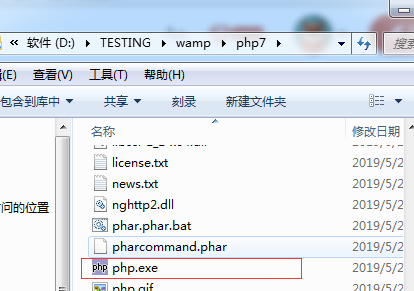 软件 (D:) ▸ TESTING ▸ wamp ▸ php7 ▸ 搜索
(E) 查看(V) 工具(T) 帮助(H)
包含到库中 共享 刻录 新建文件夹
名称 修改日期
license.txt 2019/5/2
news.txt 2019/5/2
nghttp2.dll 2019/5/2
phar.phar.bat 2019/5/2
问的位置
pharcommand.phar 2019/5/2
php php.exe 2019/5/2
php.gif 2019/5/2